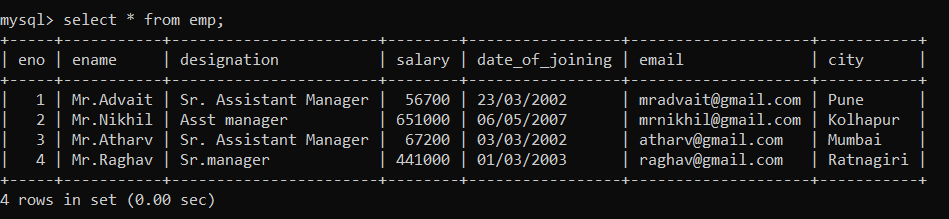 mysql> select * from emp;
+-----+-----------+-----------------------+--------+-----------------+--------------------+-----------+
| eno | ename     | designation           | salary | date_of_joining | email              | city      |
+-----+-----------+-----------------------+--------+-----------------+--------------------+-----------+
|   1 | Mr.Advait | Sr. Assistant Manager |  56700 | 23/03/2002      | mradvait@gmail.com | Pune      |
|   2 | Mr.Nikhil | Asst manager          | 651000 | 06/05/2007      | mrnikhil@gmail.com | Kolhapur  |
|   3 | Mr.Atharv | Sr. Assistant Manager |  67200 | 03/03/2002      | atharv@gmail.com   | Mumbai    |
|   4 | Mr.Raghav | Sr.manager            | 441000 | 01/03/2003      | raghav@gmail.com   | Ratnagiri |
+-----+-----------+-----------------------+--------+-----------------+--------------------+-----------+
4 rows in set (0.00 sec)